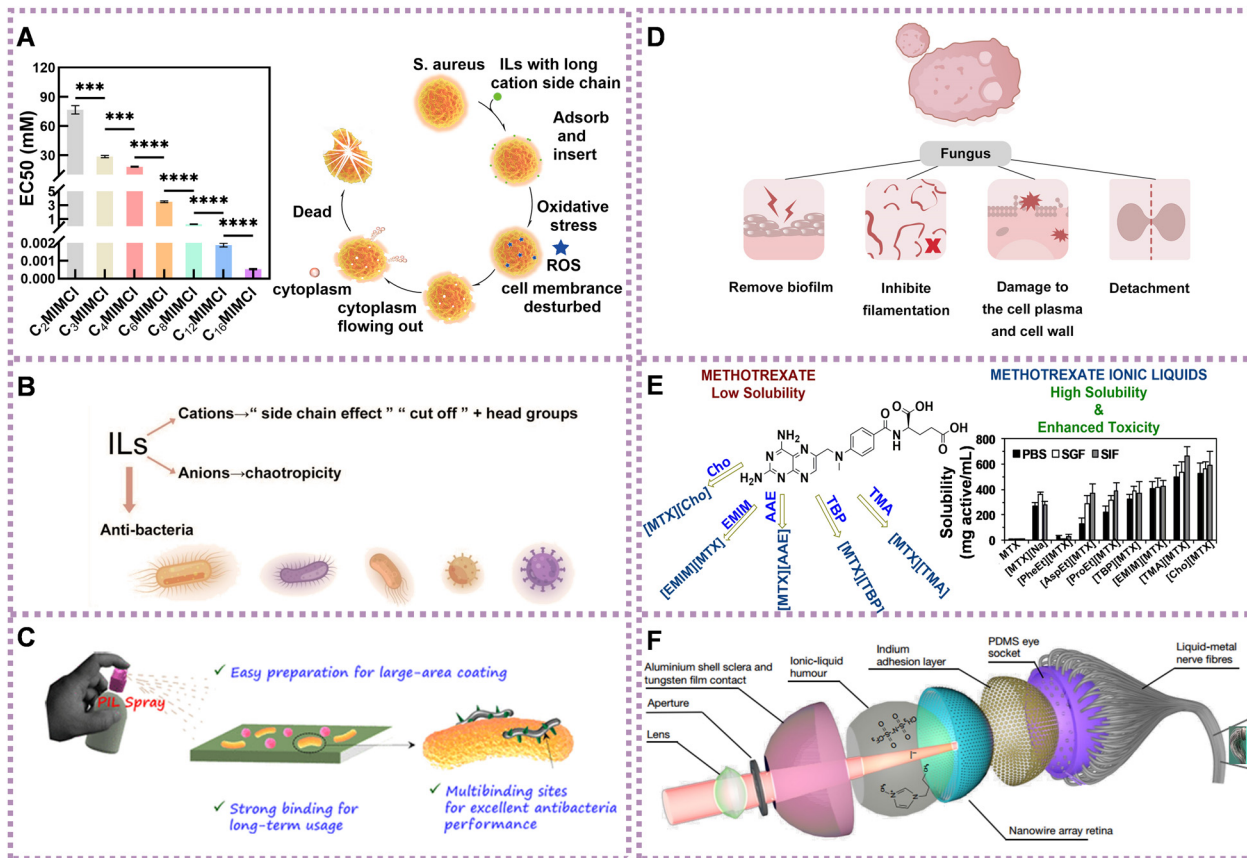 A
EC50 (mM)
120
90
60
30
5
3
1
0.002
0.001
0.000
***
***
****
****
****
****
C2MIMCI
C3MIMCI
C4MIMCI
C6MIMCI
C8MIMCI
C12MIMCI
C16MIMCI
S. aureus
ILs with long
cation side chain
Adsorb
and
insert
Oxidative
stress
ROS
cell membrane
desturbed
cytoplasm
flowing out
cytoplasm
Dead
B
ILs
Cations→“ side chain effect ” “ cut off ” + head groups
Anions→chaotropicity
Anti-bacteria
C
PIL Spray
✓ Easy preparation for large-area coating
✓ Strong binding for
long-term usage
✓ Multibinding sites
for excellent antibacteria
performance
D
Fungus
Remove biofilm
Inhibite
filamentation
Damage to
the cell plasma
and cell wall
Detachment
E
METHOTREXATE
Low Solubility
METHOTREXATE IONIC LIQUIDS
High Solubility
&
Enhanced Toxicity
NH2
H2N
N
N
N
N
N
O
N
H
O
OH
OH
O
Cho
EMIM
AAE
TBP
TMA
[MTX][Cho]
[EMIM][MTX]
[MTX][AAE]
[MTX][TBP]
[MTX][TMA]
Solubility
(mg active/mL)
800
600
400
200
0
PBS SGF SIF
MTX
[MTX][Na]
[PheEt][MTX]
[AspEt][MTX]
[ProEt][MTX]
[TBP][MTX]
[EMIM][MTX]
[TMA][MTX]
[Cho][MTX]
F
Lens
Aperture
Aluminium shell sclera and
tungsten film contact
Ionic-liquid
humour
Indium
adhesion layer
PDMS eye
socket
Liquid-metal
nerve fibres
Nanowire array retina